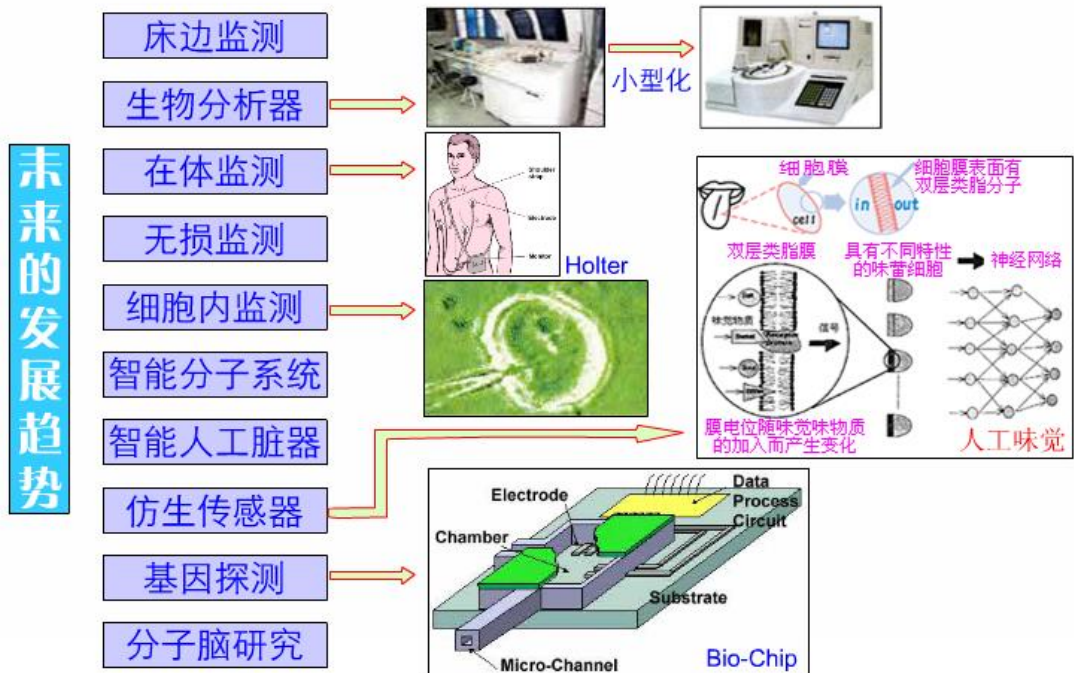 未来的发展趋势
床边监测
生物分析器
在体监测
无损监测
细胞内监测
智能分子系统
智能人工脏器
仿生传感器
基因探测
分子脑研究
小型化
Shoulder
strap
Electrode
Monitor
Holter
细胞膜
细胞膜表面有
双层类脂分子
in out
cell
双层类脂膜
具有不同特性
的味蕾细胞
神经网络
味觉物质
信号
膜电位随味觉味物质
的加入而产生变化
人工味觉
Electrode
Data
Process
Circuit
Chamber
Substrate
Micro-Channel
Bio-Chip